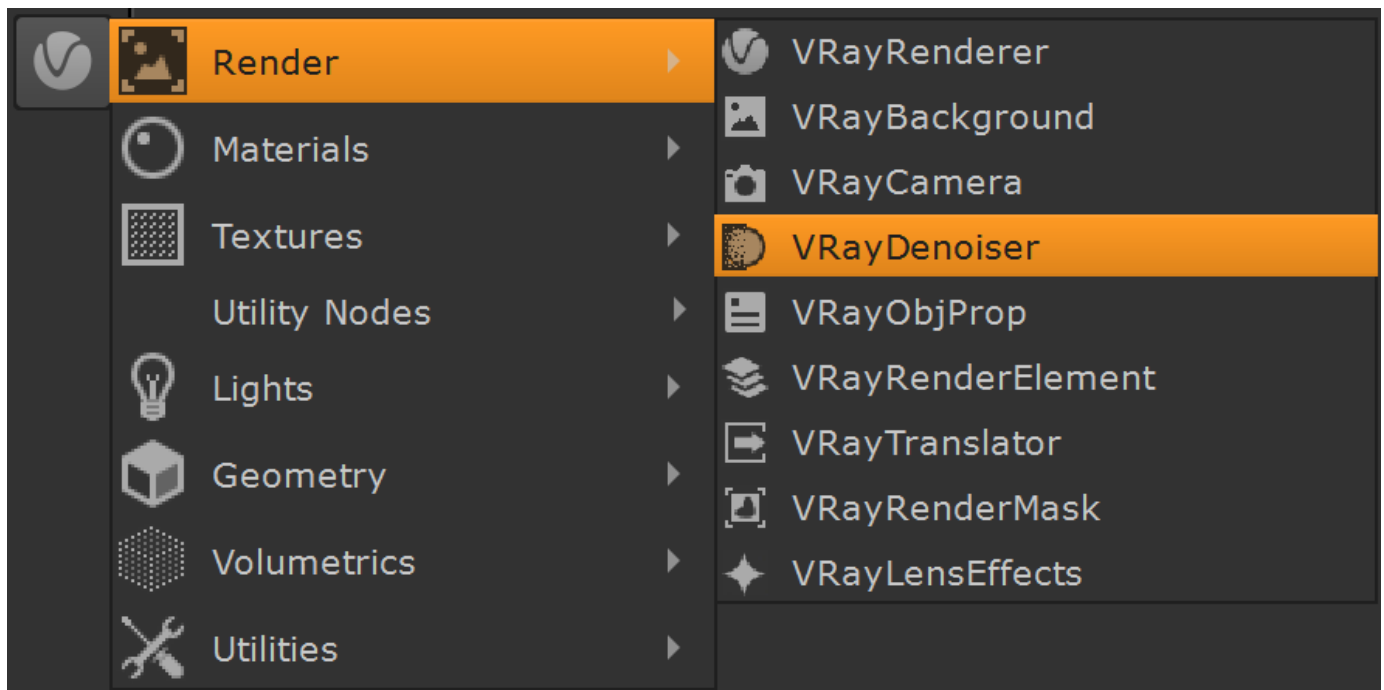 Render
Materials
Textures
Utility Nodes
Lights
Geometry
Volumetrics
Utilities
VRayRenderer
VRayBackground
VRayCamera
VRayDenoiser
VRayObjProp
VRayRenderElement
VRayTranslator
VRayRenderMask
VRayLensEffects